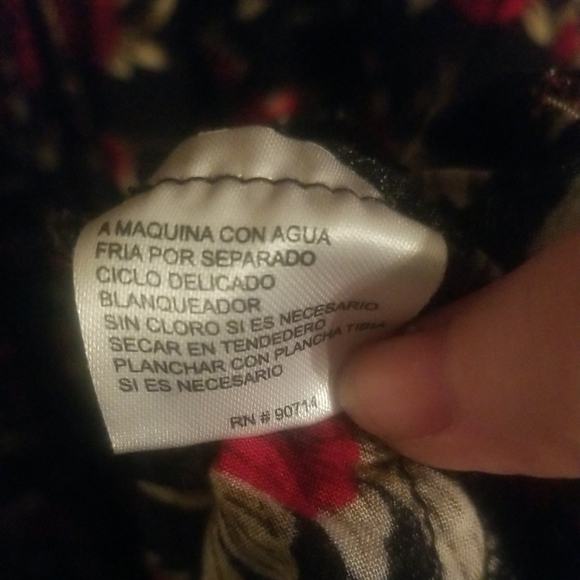 A MAQUINA CON AGUA
FRIA POR SEPARADO
CICLO DELICADO
BLANQUEADOR
SIN CLORO SI ES NECESARIO
SECAR EN TENDEDERO
PLANCHAR CON PLANCHA TIBIA
SI ES NECESARIO
RN # 90714